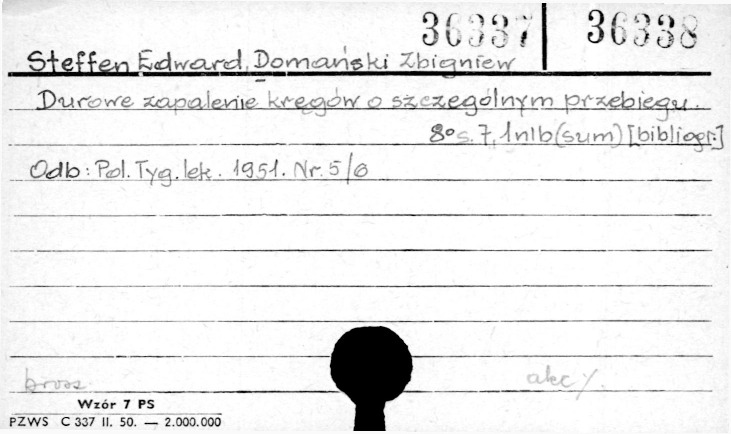 36337 36338
Steffen Edward, Domański Zbigniew
Durowe zapalenie kręgów o szczególnym przebiegu.
8° s. 7, 1 nlb (sum) [bibliogr.]
Odb: Pol. Tyg. lek. 1951. Nr. 5/6
brosz. akc %.
Wzór 7 PS
PZWS C 337 II. 50. — 2.000.000